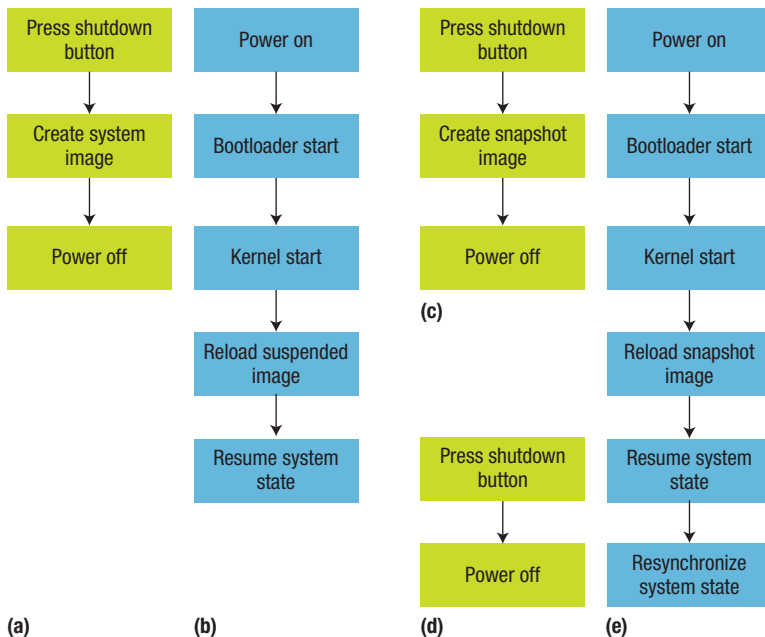 Press shutdown
button
Create system
image
Power off
(a)
Power on
Bootloader start
Kernel start
Reload suspended
image
Resume system
state
(b)
Press shutdown
button
Create snapshot
image
Power off
(c)
Press shutdown
button
Power off
(d)
Power on
Bootloader start
Kernel start
Reload snapshot
image
Resume system
state
Resynchronize
system state
(e)